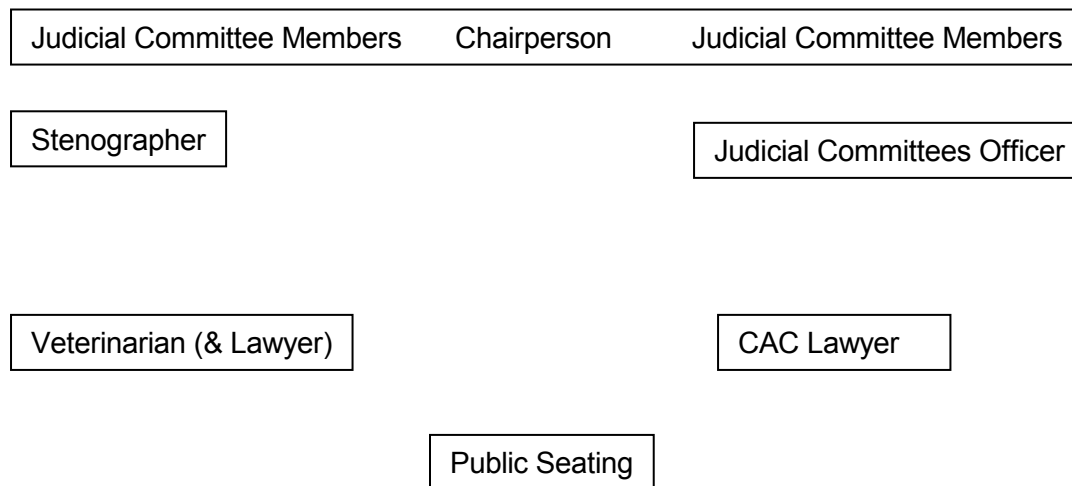 Judicial Committee Members Chairperson Judicial Committee Members
Stenographer
Judicial Committees Officer
Veterinarian (& Lawyer)
CAC Lawyer
Public Seating